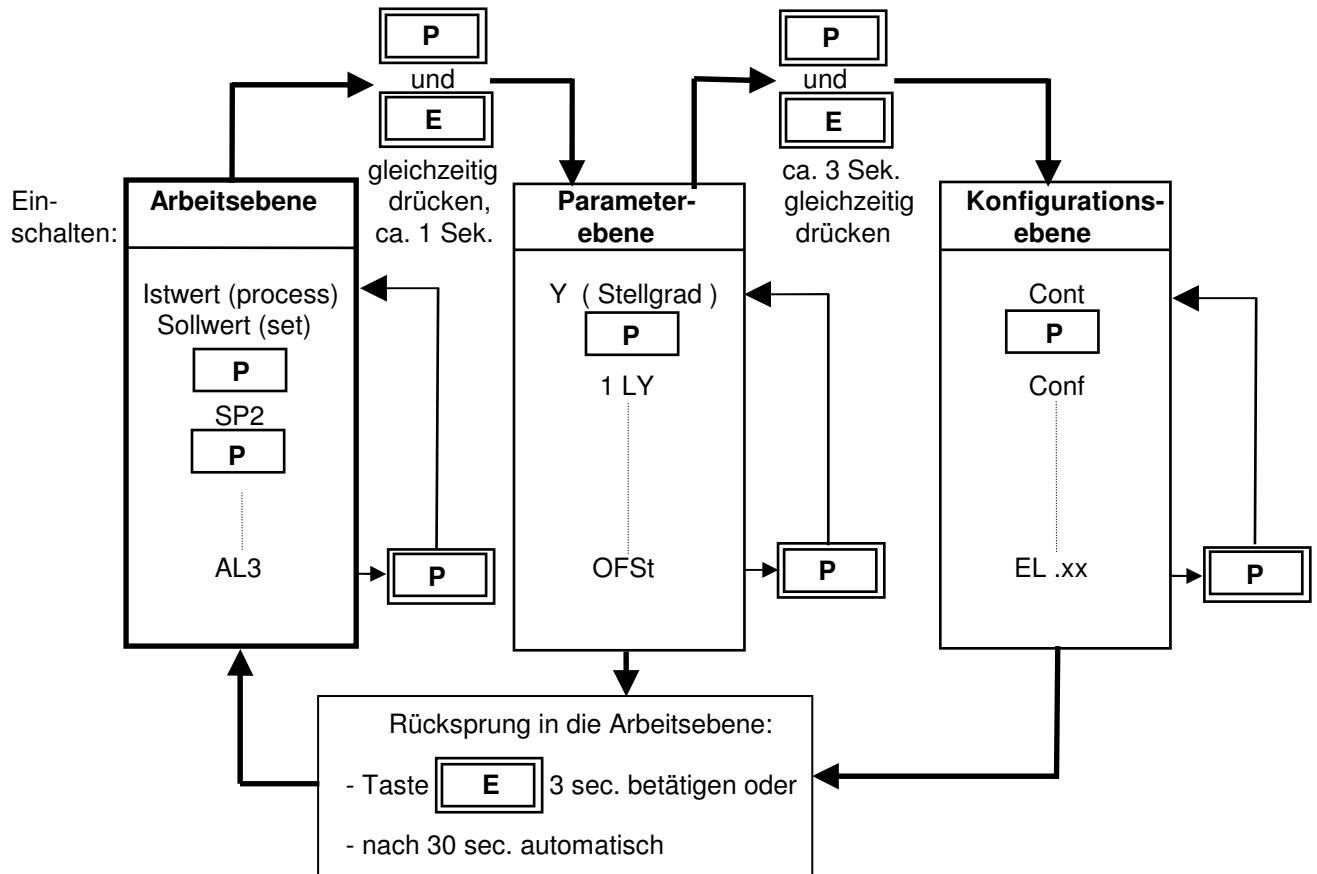 P
und
E
gleichzeitig
drücken,
ca. 1 Sek.
P
und
E
ca. 3 Sek.
gleichzeitig
drücken
Ein-
schalten:
Arbeitsebene
Istwert (process)
Sollwert (set)
P
SP2
P
AL3
P
Parameter-
ebene
Y ( Stellgrad )
P
1 LY
OFSt
P
Konfigurations-
ebene
Cont
P
Conf
EL .xx
P
Rücksprung in die Arbeitsebene:
- Taste E 3 sec. betätigen oder
- nach 30 sec. automatisch